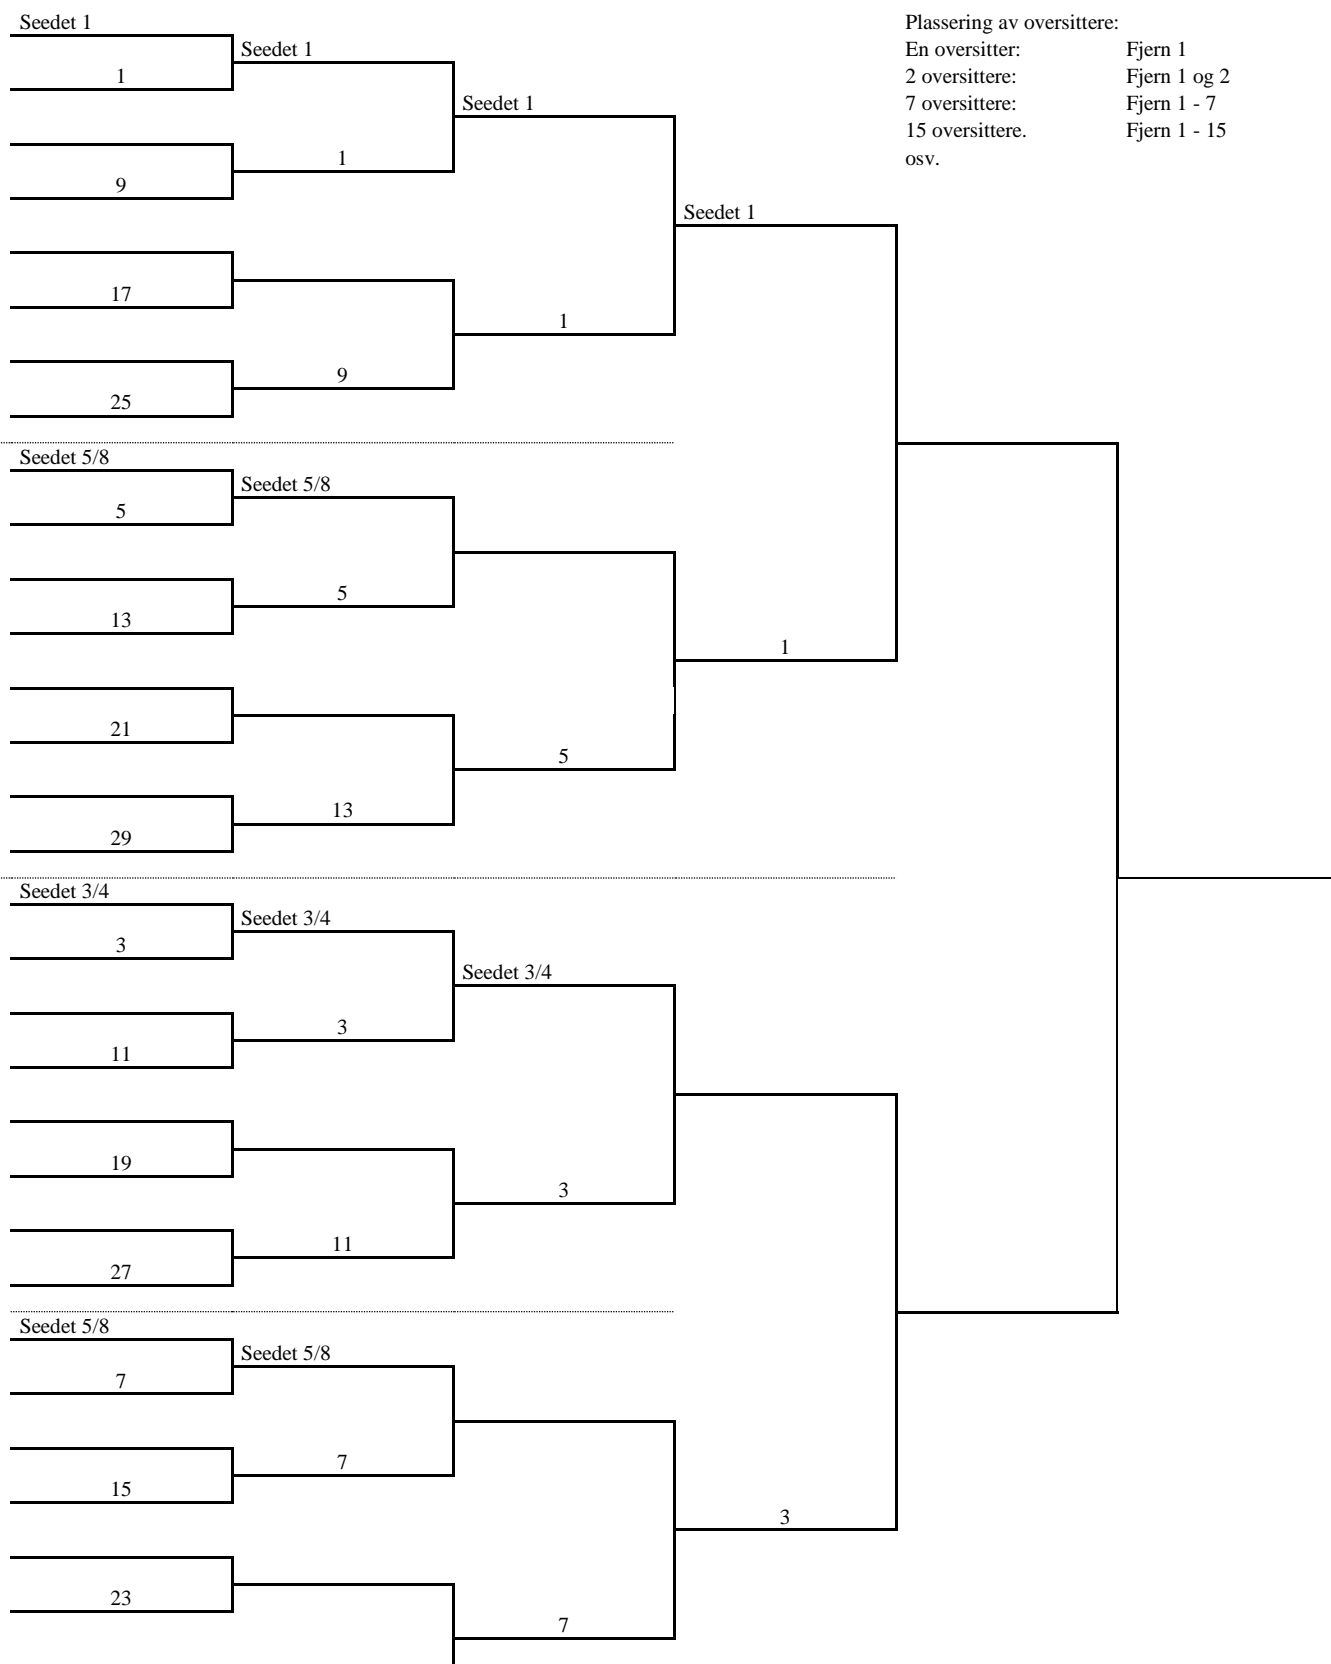 Seedet 1
Plassering av oversittere:
Seedet 1
En oversitter: Fjern 1
1
2 oversittere: Fjern 1 og 2
Seedet 1
7 oversittere: Fjern 1 - 7
15 oversittere. Fjern 1 - 15
1
osv.
9
Seedet 1
17
1
9
25
Seedet 5/8
Seedet 5/8
5
5
13
1
21
5
13
29
Seedet 3/4
Seedet 3/4
3
Seedet 3/4
3
11
19
3
11
27
Seedet 5/8
Seedet 5/8
7
7
15
3
23
7